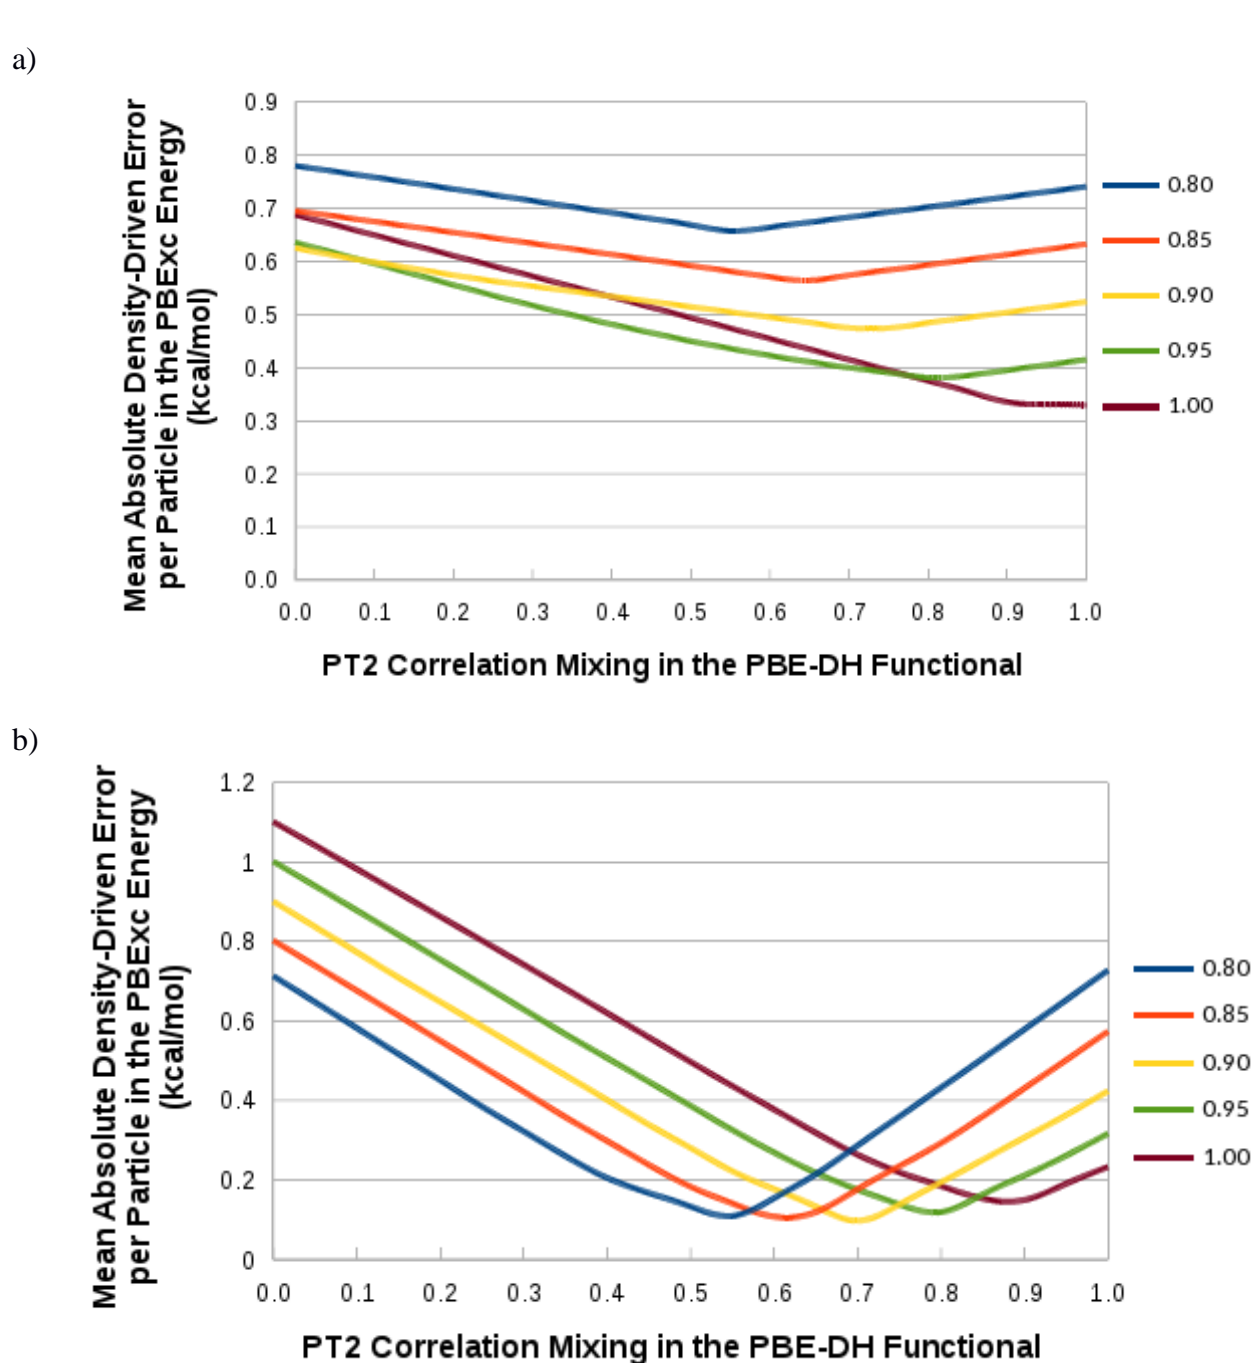 a)
Mean Absolute Density-Driven Error
per Particle in the PBExc Energy
(kcal/mol)
0.9
0.8
0.7
0.6
0.5
0.4
0.3
0.2
0.1
0.0
0.0 0.1 0.2 0.3 0.4 0.5 0.6 0.7 0.8 0.9 1.0
PT2 Correlation Mixing in the PBE-DH Functional
0.80
0.85
0.90
0.95
1.00
b)
Mean Absolute Density-Driven Error
per Particle in the PBExc Energy
(kcal/mol)
1.2
1
0.8
0.6
0.4
0.2
0
0.0 0.1 0.2 0.3 0.4 0.5 0.6 0.7 0.8 0.9 1.0
PT2 Correlation Mixing in the PBE-DH Functional
0.80
0.85
0.90
0.95
1.00